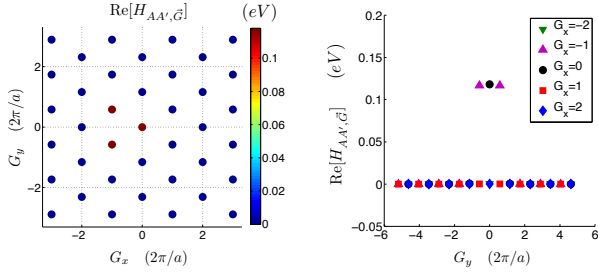 Re[H_{AA',\vec{G}}] (eV)
2
0
−2
G_y (2π/a)
−2 0 2
G_x (2π/a)
0.1
0.08
0.06
0.04
0.02
0
0.2
0.15
0.1
0.05
0
−0.05
Re[H_{AA',\vec{G}}] (eV)
−6 −4 −2 0 2 4 6
G_y (2π/a)
G_x=−2
G_x=−1
G_x=0
G_x=1
G_x=2